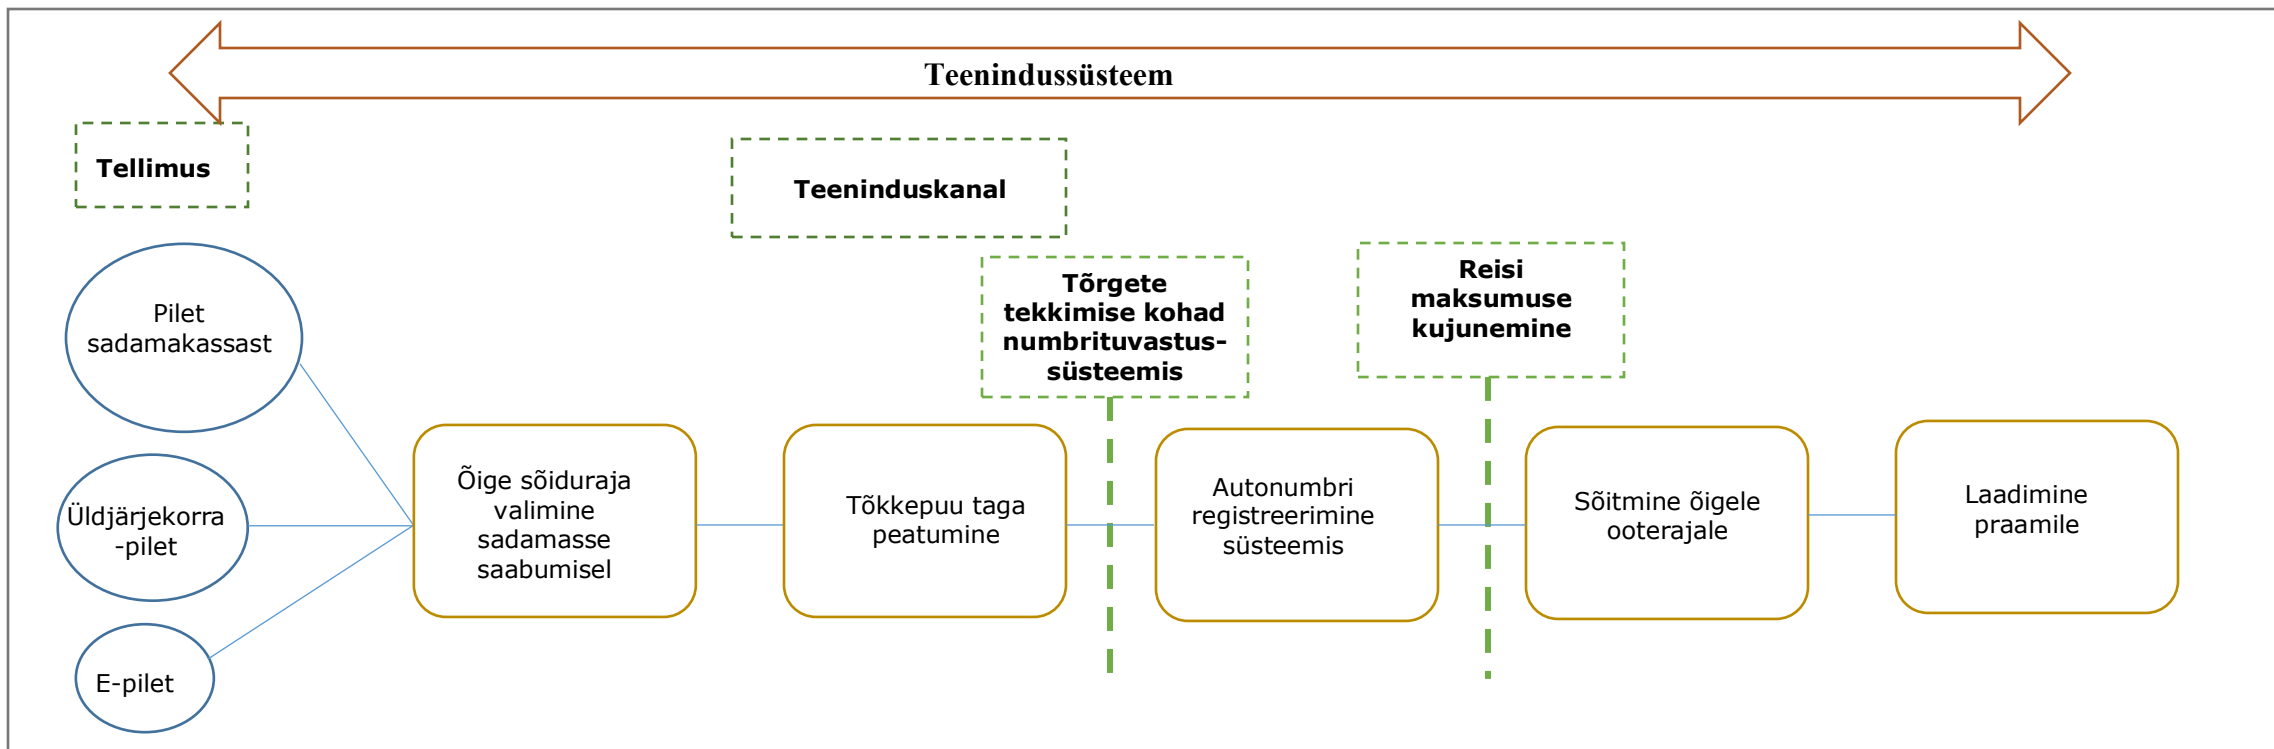 Teenindussüsteem
Tellimus
Teeninduskanal
Tõrgete
tekkimise kohad
numbrituvastus-
süsteemis
Reisi
maksumuse
kujunemine
Pilet
sadamakassast
Üldjärjekorra
-pilet
E-pilet
Õige sõiduraja
valimine
sadamasse
saabumisel
Tõkkepuu taga
peatumine
Autonumbri
registreerimine
süsteemis
Sõitmine õigele
ooterajale
Laadimine
praamile